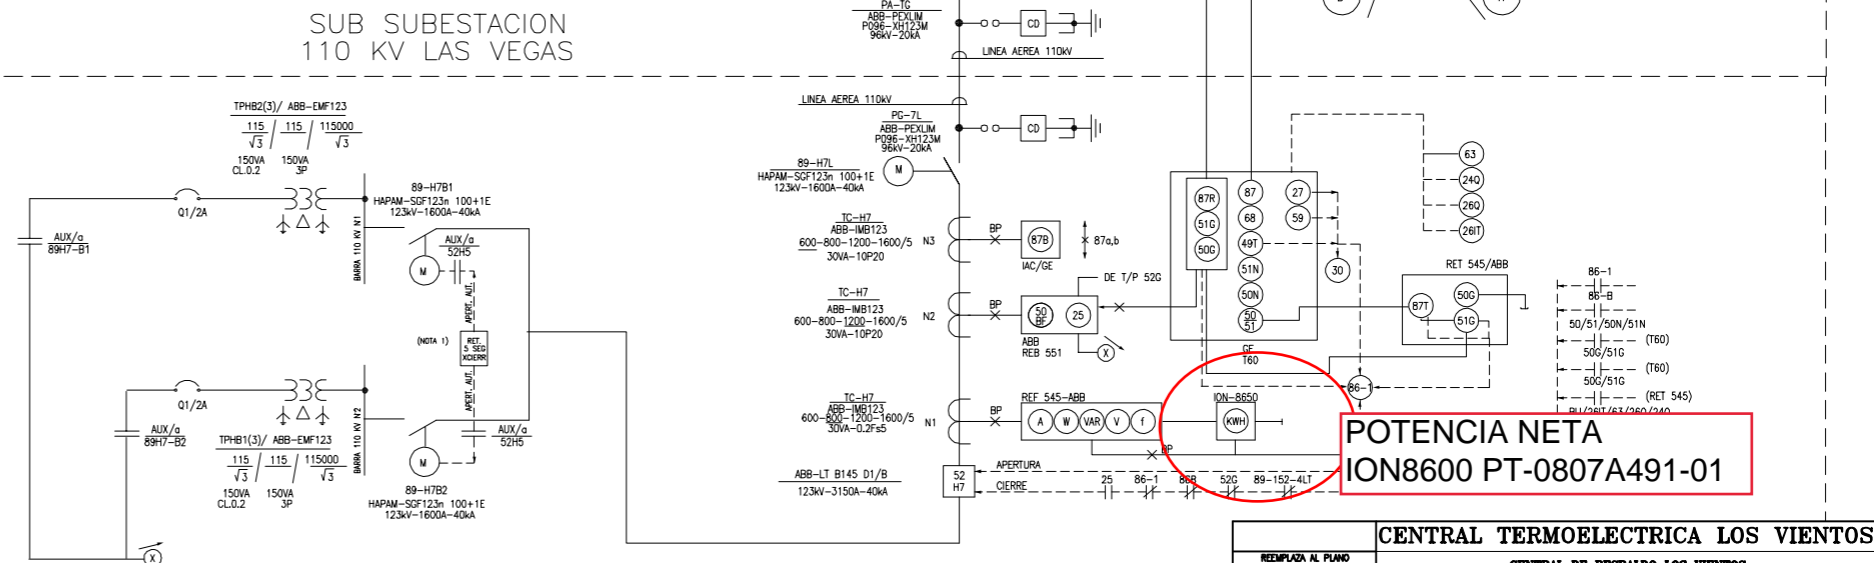 SUB SUBESTACION
110 KV LAS VEGAS
PA-TG
ABB-PEXLIM
P096-XH123M
96kV-20kA
CD
LINEA AEREA 110kV
LINEA AEREA 110kV
PG-7L
ABB-PEXLIM
P096-XH123M
96kV-20kA
CD
89-H7L
HAPAM-SGF123n 100+1E
123kV-1600A-40kA
M
TPHB2(3)/ ABB-EMF123
115/√3 / 115 / 115000/√3
150VA 150VA
CL.0.2 3P
Q1/2A
AUX/a
89H7-B1
BARRA 110 KV N1
89-H7B1
HAPAM-SGF123n 100+1E
123kV-1600A-40kA
M
AUX/a
52H5
APERT. AUT.
(NOTA 1)
RET.
5 SEG
XCIERR
APERT. AUT.
Q1/2A
AUX/a
89H7-B2
TPHB1(3)/ ABB-EMF123
115/√3 / 115 / 115000/√3
150VA 150VA
CL.0.2 3P
BARRA 110 KV N2
M
AUX/a
52H5
89-H7B2
HAPAM-SGF123n 100+1E
123kV-1600A-40kA
X
TC-H7
ABB-IMB123
600-800-1200-1600/5
30VA-10P20
N3
BP
87B
IAC/GE
87a,b
TC-H7
ABB-IMB123
600-800-1200-1600/5
30VA-10P20
N2
BP
50
BF
25
ABB
REB 551
DE T/P 52G
X
TC-H7
ABB-IMB123
600-800-1200-1600/5
30VA-0.2Fs5
N1
BP
REF 545-ABB
A W VAR V f
ION-8650
KWH
BP
ABB-LT B145 D1/B
123kV-3150A-40kA
52
H7
APERTURA
CIERRE
25 86-1 86B 52G 89-152-4LT
87R
51G
50G
87
68
49T
51N
50N
50
51
27
59
30
GE
T60
63
24Q
26Q
26IT
RET 545/ABB
87T
50G
51G
86-1
86-1
86-B
50/51/50N/51N
50G/51G
(T60)
50G/51G
(T60)
(RET 545)
POTENCIA NETA
ION8600 PT-0807A491-01
CENTRAL TERMOELECTRICA LOS VIENTOS
REEMPLAZA AL PLANO